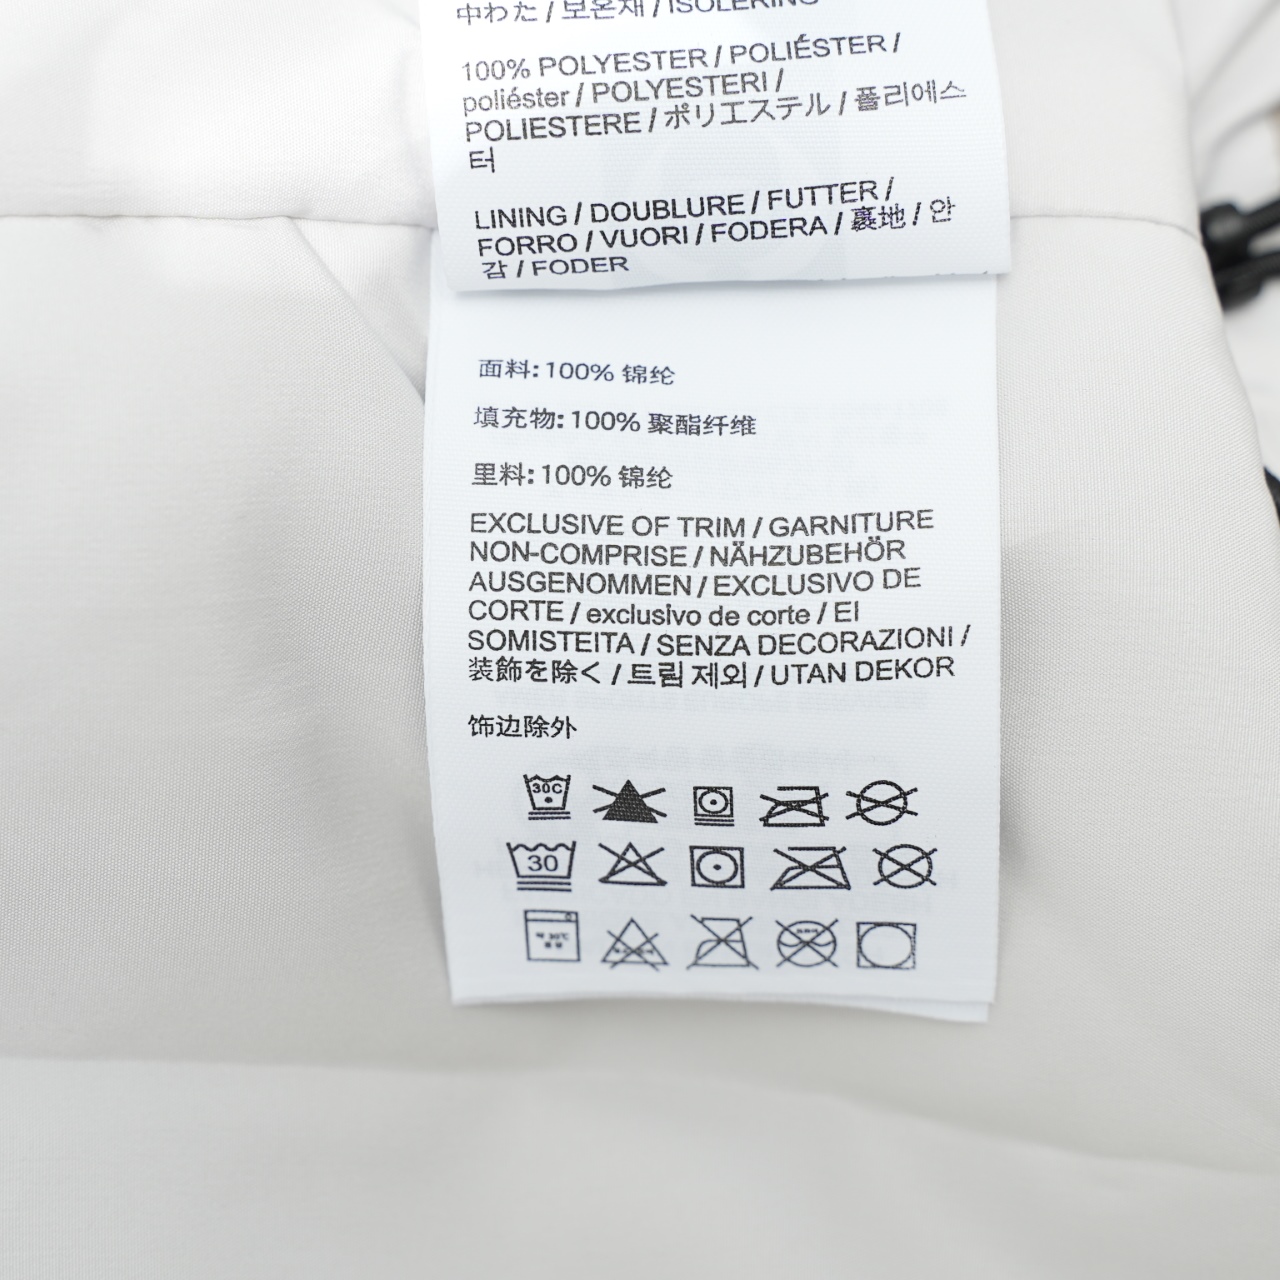 中わた / 보온재 / ISOLERING
100% POLYESTER / POLIÉSTER /
poliéster / POLYESTERI /
POLIESTERE / ポリエステル / 폴리에스
터
LINING / DOUBLURE / FUTTER /
FORRO / VUORI / FODERA / 裏地 / 안
감 / FODER
面料: 100% 锦纶
填充物: 100% 聚酯纤维
里料: 100% 锦纶
EXCLUSIVE OF TRIM / GARNITURE
NON-COMPRISE / NÄHZUBEHÖR
AUSGENOMMEN / EXCLUSIVO DE
CORTE / exclusivo de corte / EI
SOMISTEITA / SENZA DECORAZIONI /
装飾を除く / 트림 제외 / UTAN DEKOR
饰边除外
30C
30